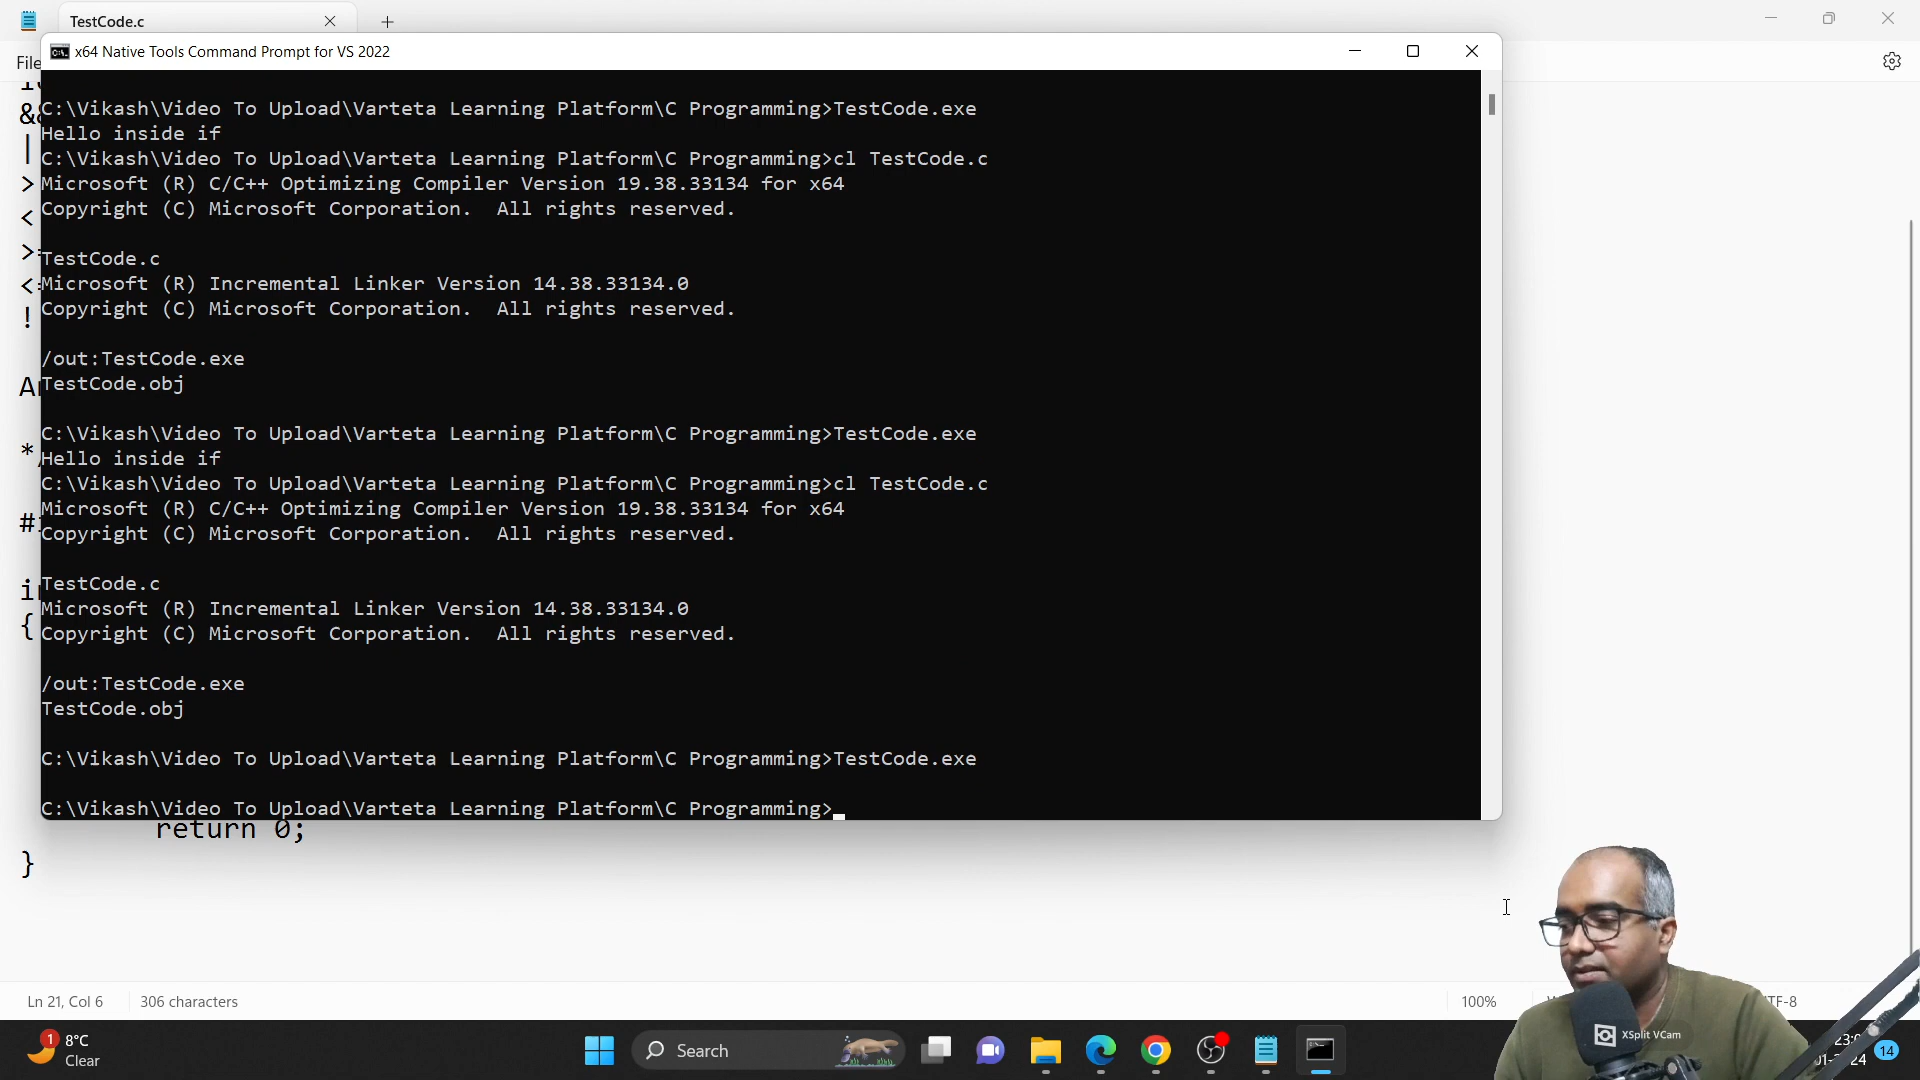 TestCode.c
x64 Native Tools Command Prompt for VS 2022
File
C:\Vikash\Video To Upload\Varteta Learning Platform\C Programming>TestCode.exe
Hello inside if
C:\Vikash\Video To Upload\Varteta Learning Platform\C Programming>cl TestCode.c
Microsoft (R) C/C++ Optimizing Compiler Version 19.38.33134 for x64
Copyright (C) Microsoft Corporation.  All rights reserved.
TestCode.c
Microsoft (R) Incremental Linker Version 14.38.33134.0
Copyright (C) Microsoft Corporation.  All rights reserved.
/out:TestCode.exe
TestCode.obj
C:\Vikash\Video To Upload\Varteta Learning Platform\C Programming>TestCode.exe
Hello inside if
C:\Vikash\Video To Upload\Varteta Learning Platform\C Programming>cl TestCode.c
Microsoft (R) C/C++ Optimizing Compiler Version 19.38.33134 for x64
Copyright (C) Microsoft Corporation.  All rights reserved.
TestCode.c
Microsoft (R) Incremental Linker Version 14.38.33134.0
Copyright (C) Microsoft Corporation.  All rights reserved.
/out:TestCode.exe
TestCode.obj
C:\Vikash\Video To Upload\Varteta Learning Platform\C Programming>TestCode.exe
C:\Vikash\Video To Upload\Varteta Learning Platform\C Programming>
return 0;
}
Ln 21, Col 6
306 characters
100%
TF-8
1
8°C
Clear
Search
XSplit VCam
14